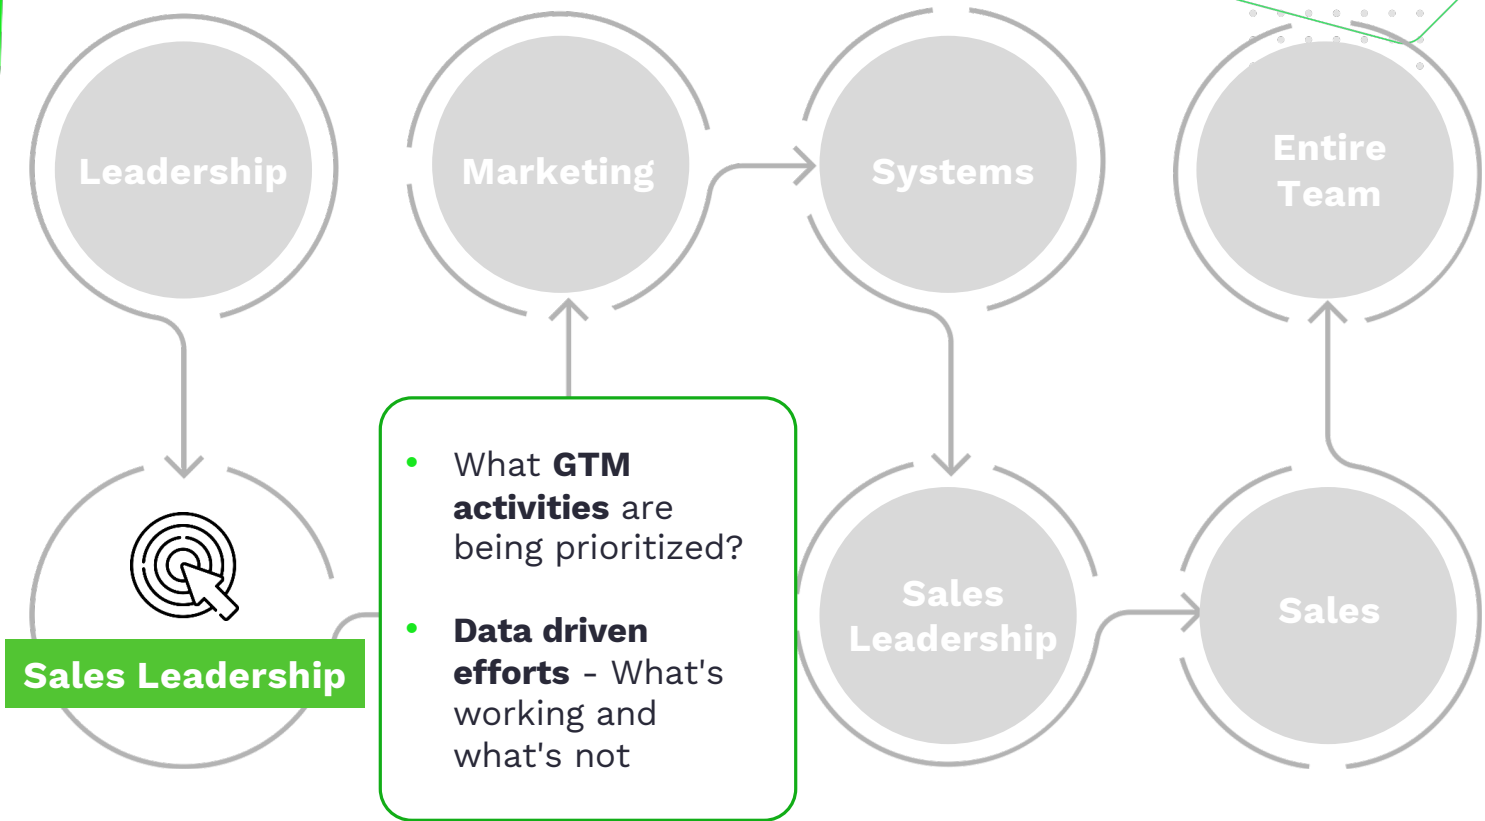 Leadership
Marketing
Systems
Entire
Team
Sales Leadership
• What GTM
activities are
being prioritized?
• Data driven
efforts - What's
working and
what's not
Sales
Leadership
Sales